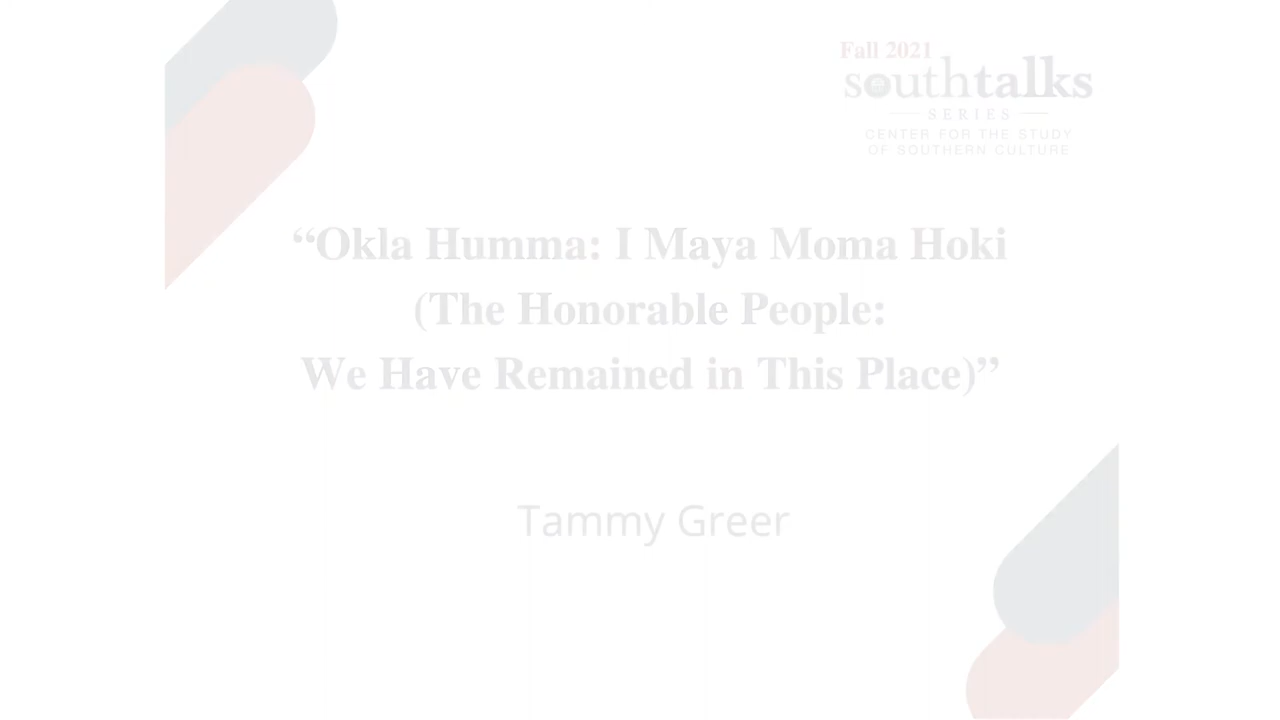 Fall 2021
southtalks
SERIES
CENTER FOR THE STUDY
OF SOUTHERN CULTURE
“Okla Humma: I Maya Moma Hoki
(The Honorable People:
We Have Remained in This Place)”
Tammy Greer